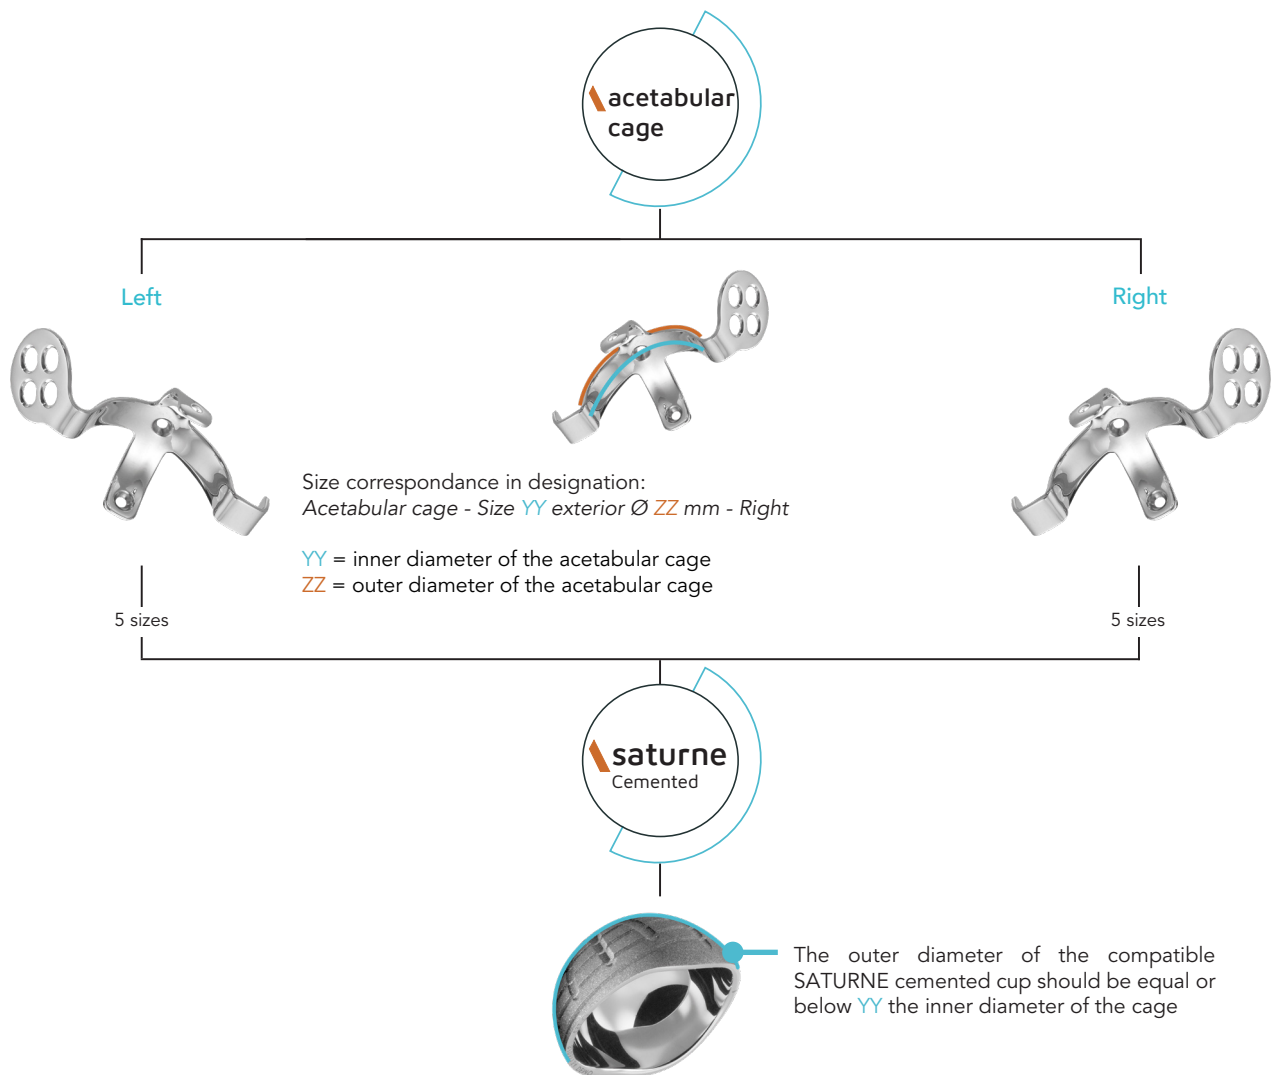 acetabular
cage
Left
Right
Size correspondance in designation:
Acetabular cage - Size YY exterior Ø ZZ mm - Right
YY = inner diameter of the acetabular cage
ZZ = outer diameter of the acetabular cage
5 sizes
5 sizes
saturne
Cemented
The outer diameter of the compatible
SATURNE cemented cup should be equal or
below YY the inner diameter of the cage